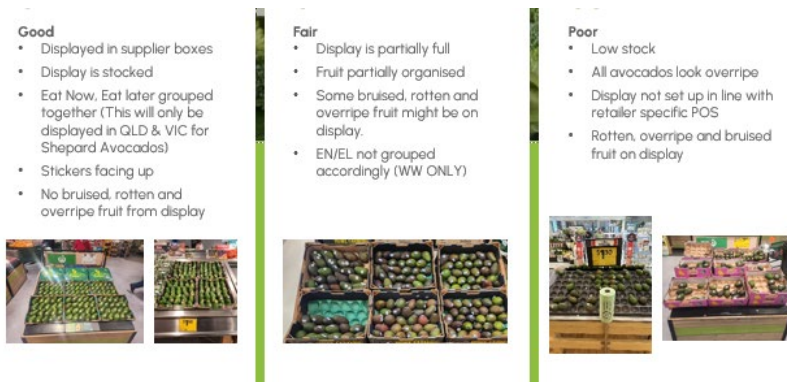 Good
• Displayed in supplier boxes
• Display is stocked
• Eat Now, Eat later grouped
together (This will only be
displayed in QLD & VIC for
Shepard Avocados)
• Stickers facing up
• No bruised, rotten and
overripe fruit from display
Fair
• Display is partially full
• Fruit partially organised
• Some bruised, rotten and
overripe fruit might be on
display.
• EN/EL not grouped
accordingly (WW ONLY)
Poor
• Low stock
• All avocados look overripe
• Display not set up in line with
retailer specific POS
• Rotten, overripe and bruised
fruit on display